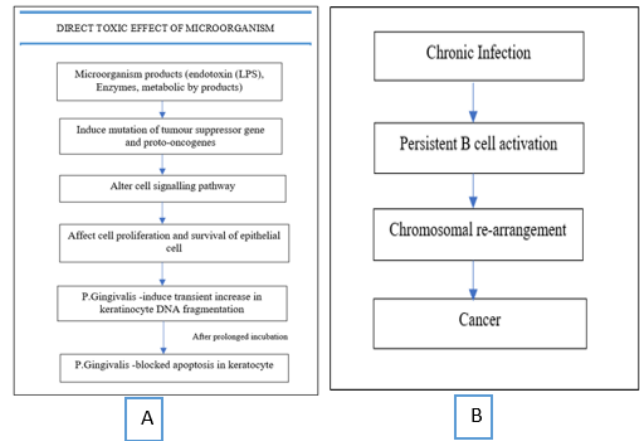 DIRECT TOXIC EFFECT OF MICROORGANISM
Microorganism products (endotoxin (LPS),
Enzymes, metabolic by products)
Induce mutation of tumour suppressor gene
and proto-oncogenes
Alter cell signalling pathway
Affect cell proliferation and survival of epithelial
cell
P.Gingivalis -induce transient increase in
keratinocyte DNA fragmentation
After prolonged incubation
P.Gingivalis -blocked apoptosis in keratocyte
A
Chronic Infection
Persistent B cell activation
Chromosomal re-arrangement
Cancer
B